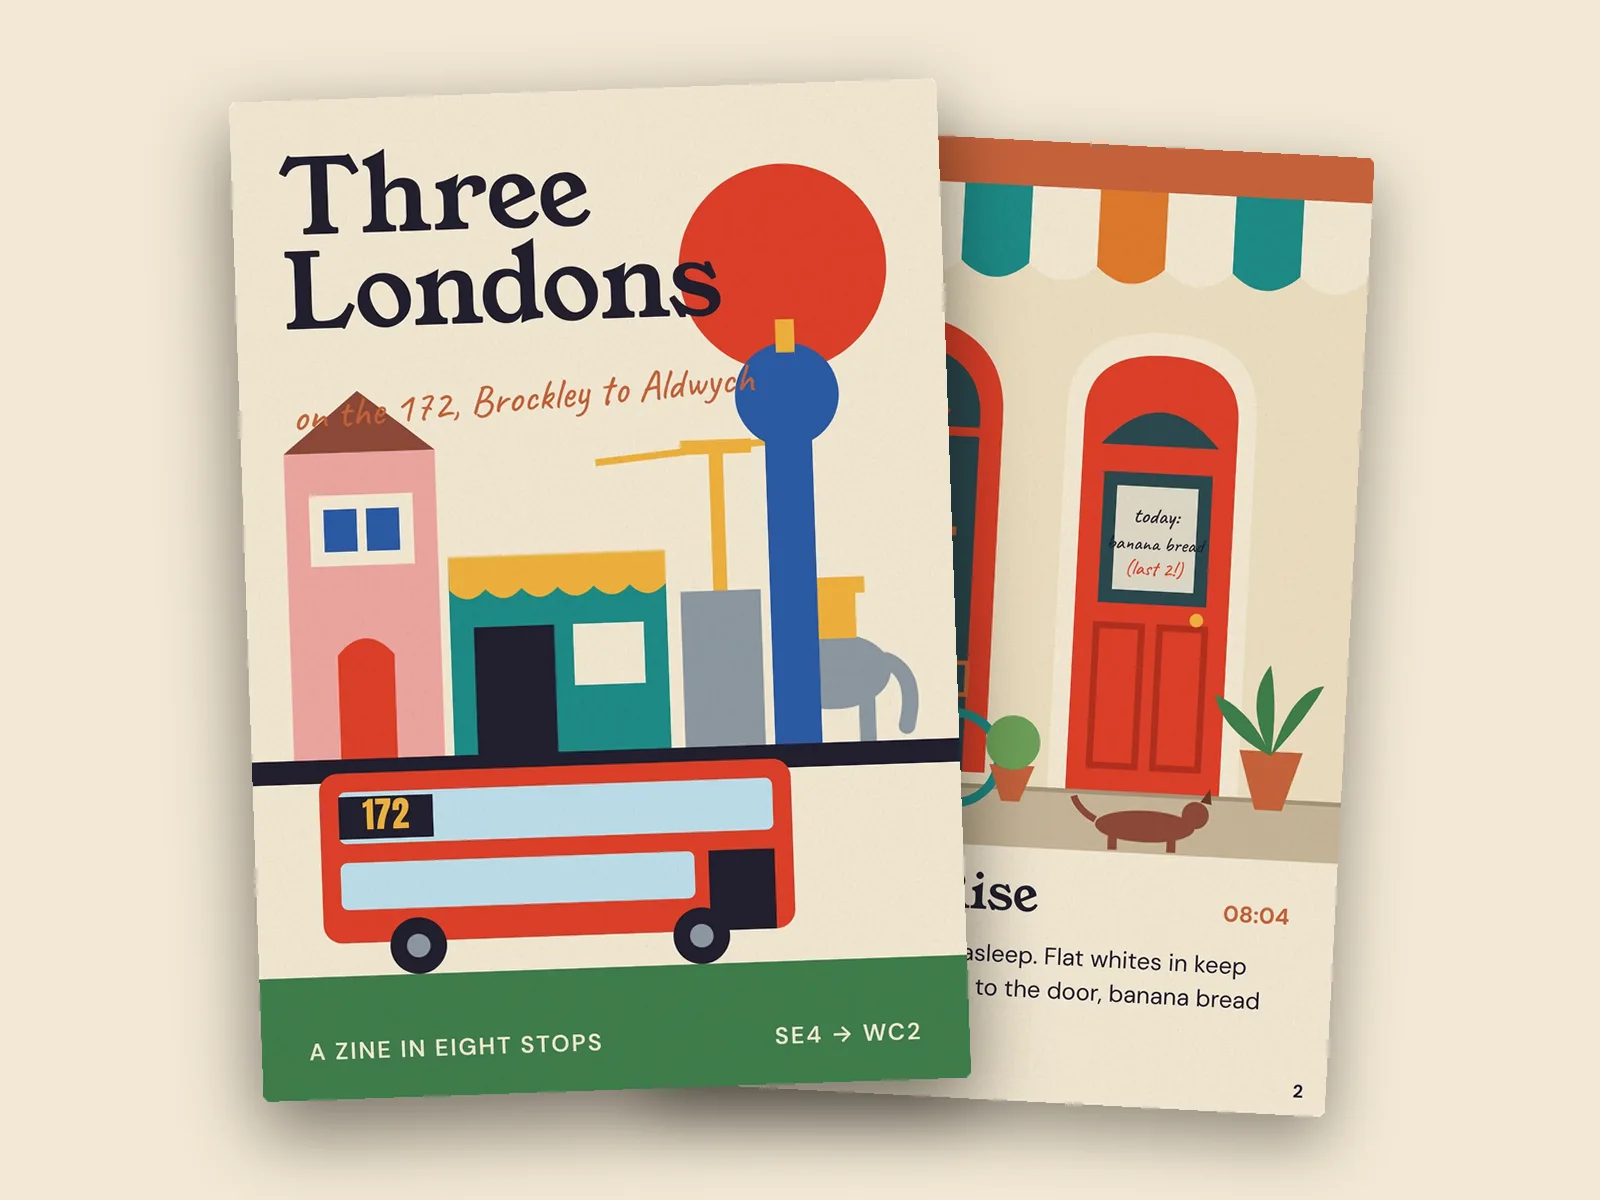 Three
Londons
on the 172, Brockley to Aldwych
172
A ZINE IN EIGHT STOPS
SE4 → WC2
today:
banana bread
(last 2!)
08:04
asleep. Flat whites in keep
to the door, banana bread
2